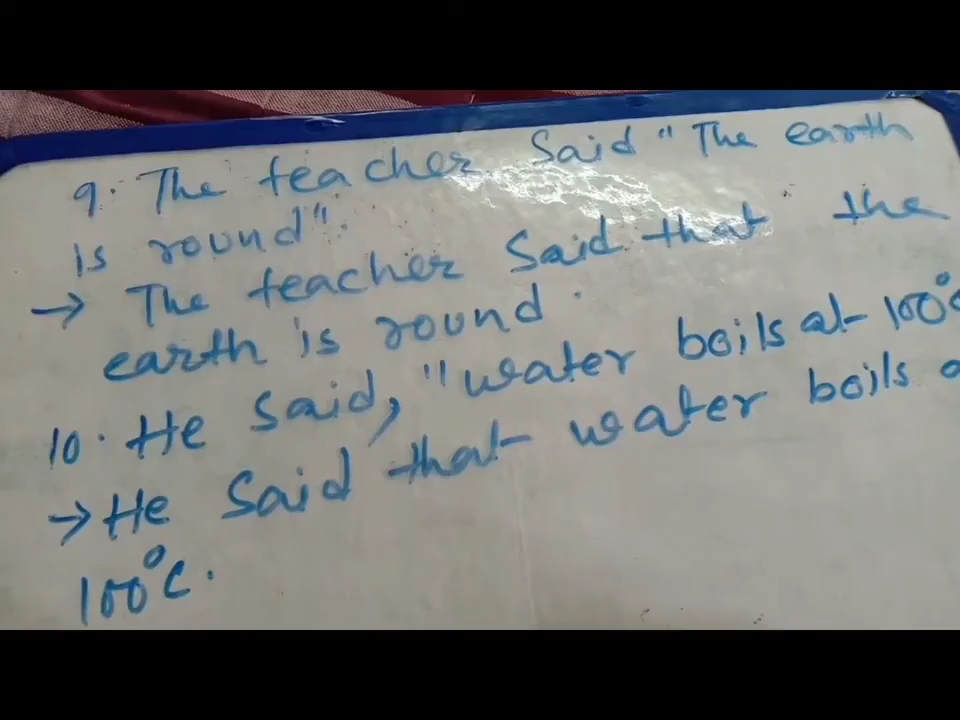 9. The teacher Said "The earth
is round".
→ The teacher Said that the
earth is round.
10. He Said, "water boils at 100°C
→ He Said that water boils a
100°C.